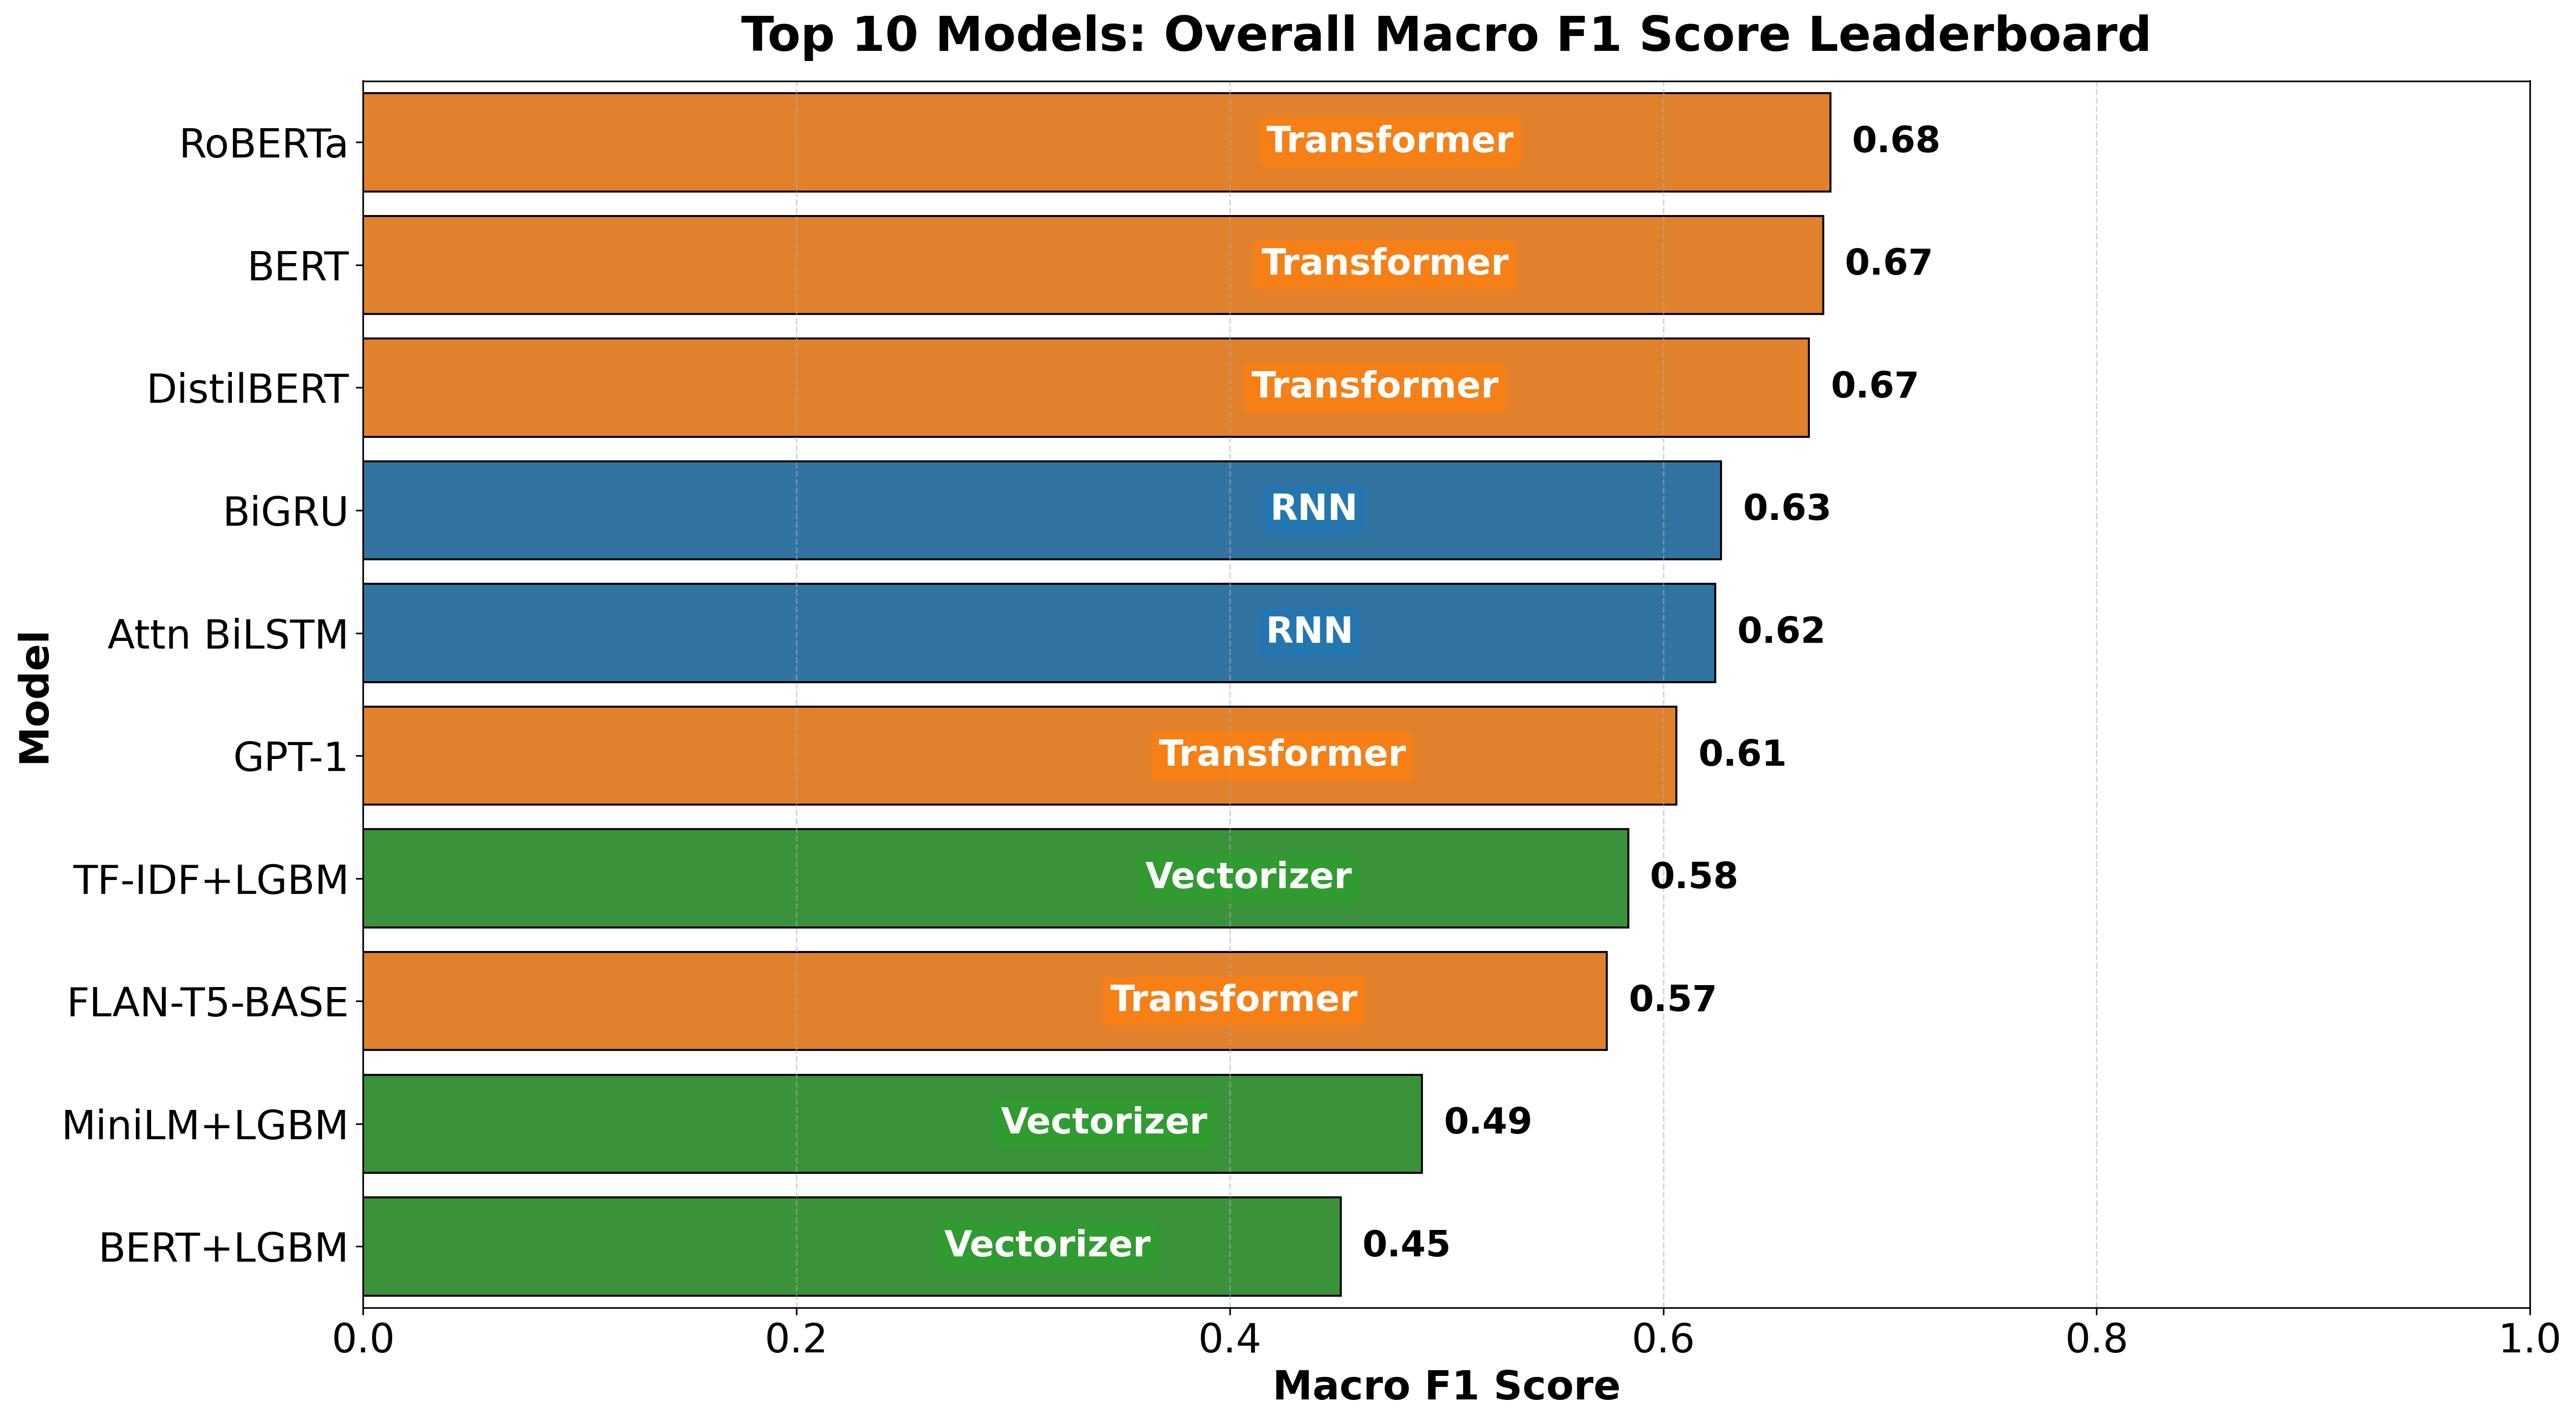 Top 10 Models: Overall Macro F1 Score Leaderboard
Model
RoBERTa Transformer 0.68
BERT Transformer 0.67
DistilBERT Transformer 0.67
BiGRU RNN 0.63
Attn BiLSTM RNN 0.62
GPT-1 Transformer 0.61
TF-IDF+LGBM Vectorizer 0.58
FLAN-T5-BASE Transformer 0.57
MiniLM+LGBM Vectorizer 0.49
BERT+LGBM Vectorizer 0.45
0.0 0.2 0.4 0.6 0.8 1.0
Macro F1 Score